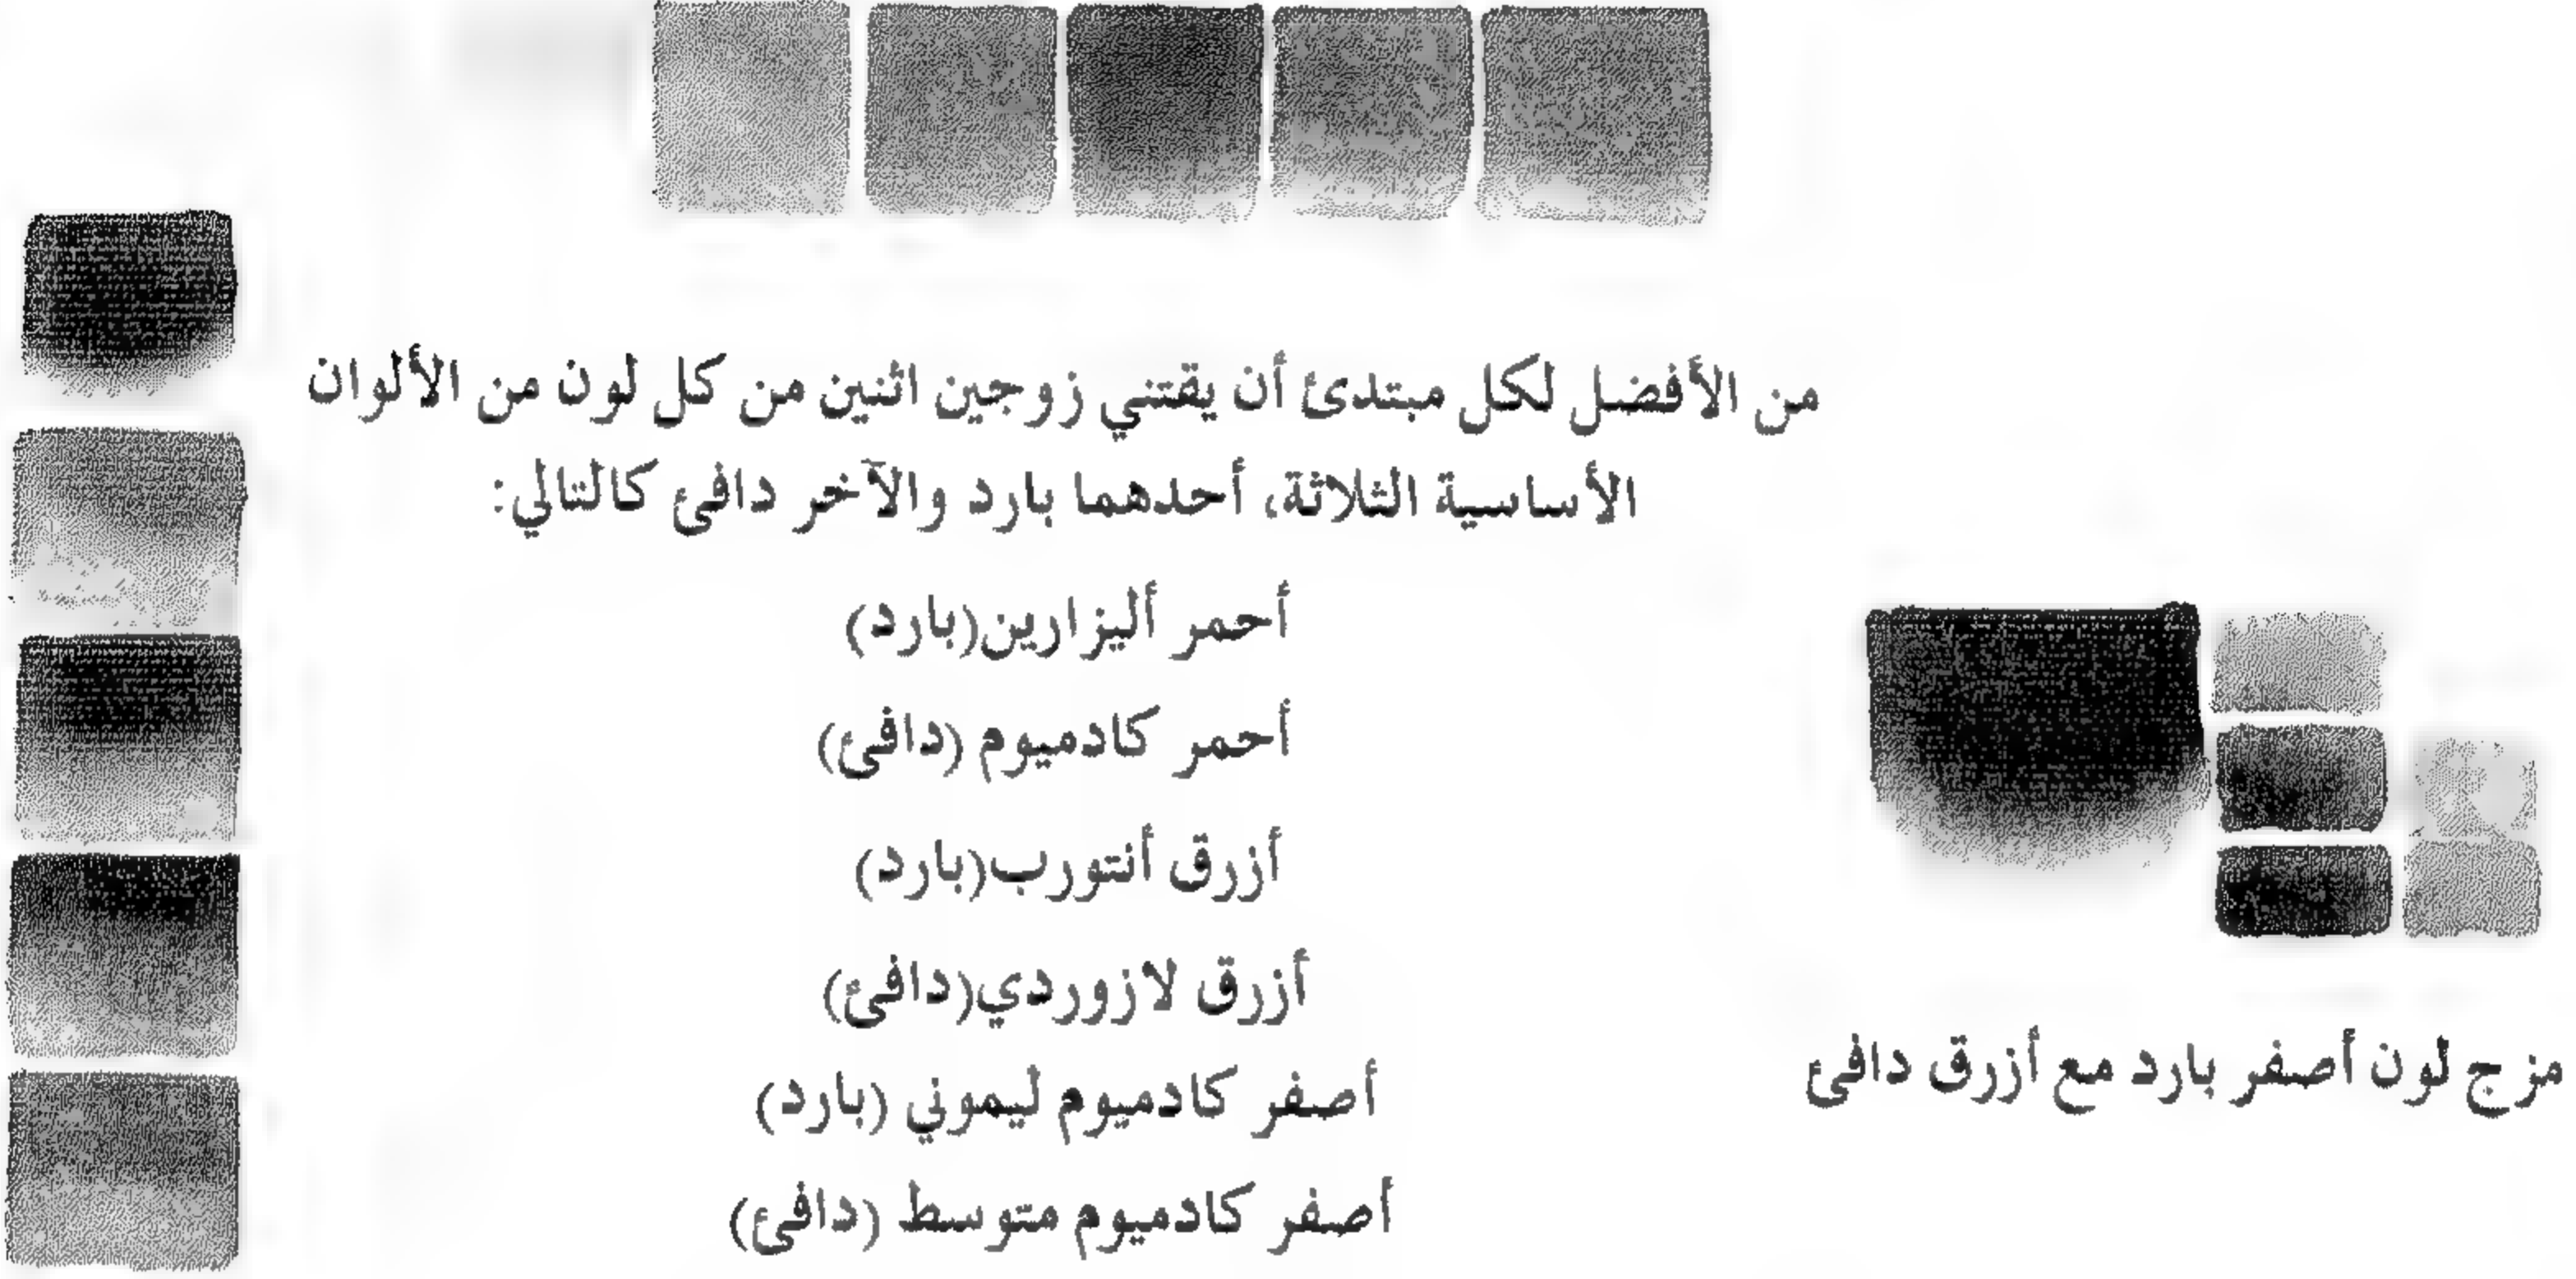 من الأفضل لكل مبتدئ أن يقتني زوجين اثنين من كل لون من الألوان
الأساسية الثلاثة، أحدهما بارد والآخر دافئ كالتالي:
أحمر أليزارين(بارد)
أحمر كادميوم (دافئ)
أزرق أنتورب(بارد)
أزرق لازوردي(دافئ)
أصفر كادميوم ليموني (بارد)
أصفر كادميوم متوسط (دافئ)
مزج لون أصفر بارد مع أزرق دافئ